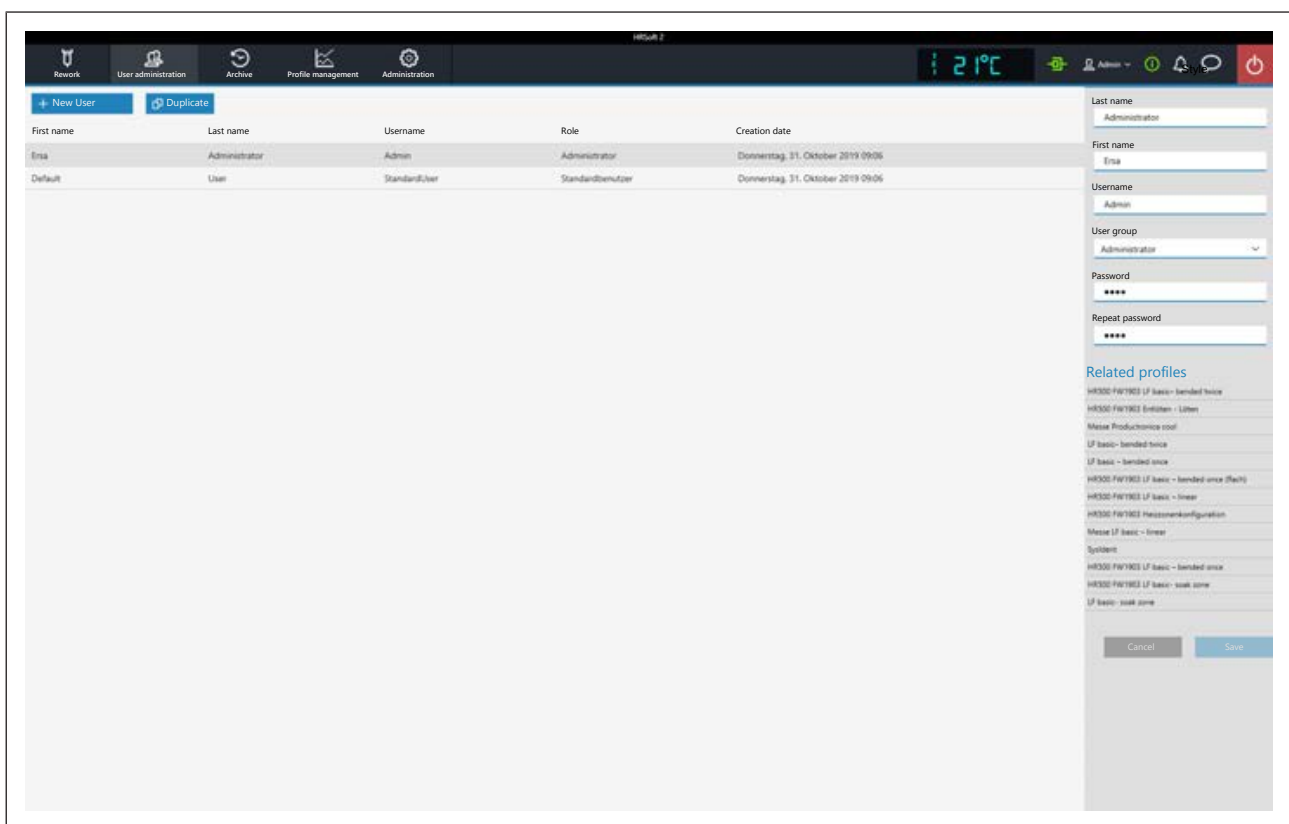 HRSoft 2
Rework User administration Archive Profile management Administration 21°C Admin Style
+ New User Duplicate
First name Last name Username Role Creation date
Ersa Administrator Admin Administrator Donnerstag, 31. Oktober 2019 09:06
Default User StandardUser Standardbenutzer Donnerstag, 31. Oktober 2019 09:06
Last name
Administrator
First name
Ersa
Username
Admin
User group
Administrator
Password
••••
Repeat password
••••
Related profiles
HR500 FW1903 LF basic- bended twice
HR500 FW1903 Entlöten - Löten
Messe Productronica cool
LF basic- bended twice
LF basic - bended once
HR500 FW1903 LF basic - bended once (flach)
HR500 FW1903 LF basic - linear
HR500 FW1903 Heizzonenkonfiguration
Messe LF basic - linear
SysIdent
HR500 FW1903 LF basic - bended once
HR500 FW1903 LF basic- soak zone
LF basic- soak zone
Cancel Save